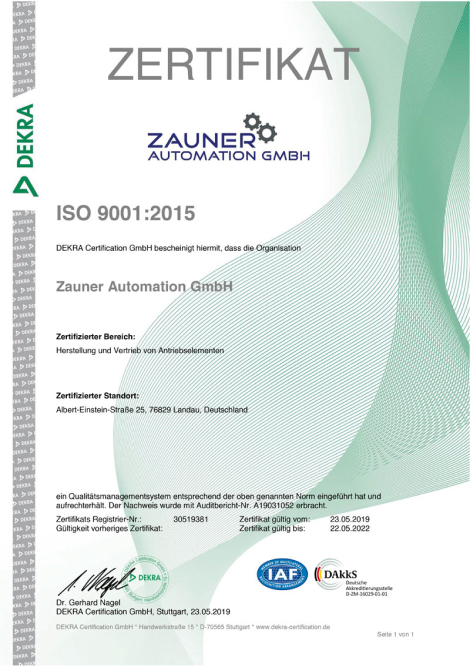 ZERTIFIKAT
DEKRA
ZAUNER
AUTOMATION GMBH
ISO 9001:2015
DEKRA Certification GmbH bescheinigt hiermit, dass die Organisation
Zauner Automation GmbH
Zertifizierter Bereich:
Herstellung und Vertrieb von Antriebselementen
Zertifizierter Standort:
Albert-Einstein-Straße 25, 76829 Landau, Deutschland
ein Qualitätsmanagementsystem entsprechend der oben genannten Norm eingeführt hat und
aufrechterhält. Der Nachweis wurde mit Auditbericht-Nr. A19031052 erbracht.
Zertifikats Registrier-Nr.: 30519381 Zertifikat gültig vom: 23.05.2019
Gültigkeit vorheriges Zertifikat: Zertifikat gültig bis: 22.05.2022
DEKRA
IAF
DAkkS
Deutsche
Akkreditierungsstelle
D-ZM-16029-01-01
Dr. Gerhard Nagel
DEKRA Certification GmbH, Stuttgart, 23.05.2019
DEKRA Certification GmbH * Handwerkstraße 15 * D-70565 Stuttgart * www.dekra-certification.de
Seite 1 von 1